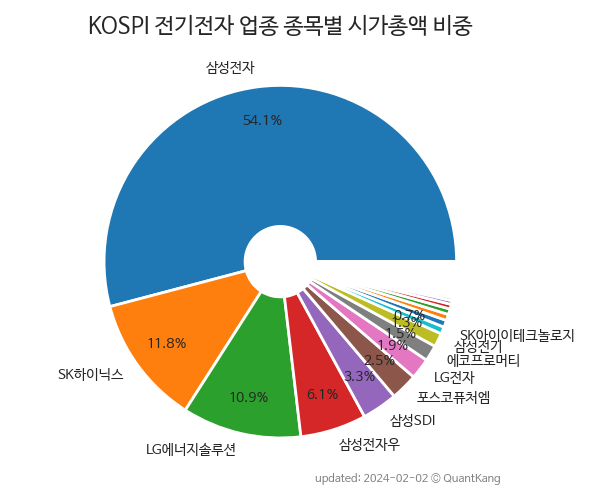 KOSPI 전기전자 업종 종목별 시가총액 비중
삼성전자
54.1%
SK하이닉스
11.8%
LG에너지솔루션
10.9%
삼성전자우
6.1%
삼성SDI
3.3%
포스코퓨처엠
2.5%
LG전자
1.9%
에코프로머티
1.5%
삼성전기
1.3%
SK아이이테크놀로지
0.7%
updated: 2024-02-02 © QuantKang